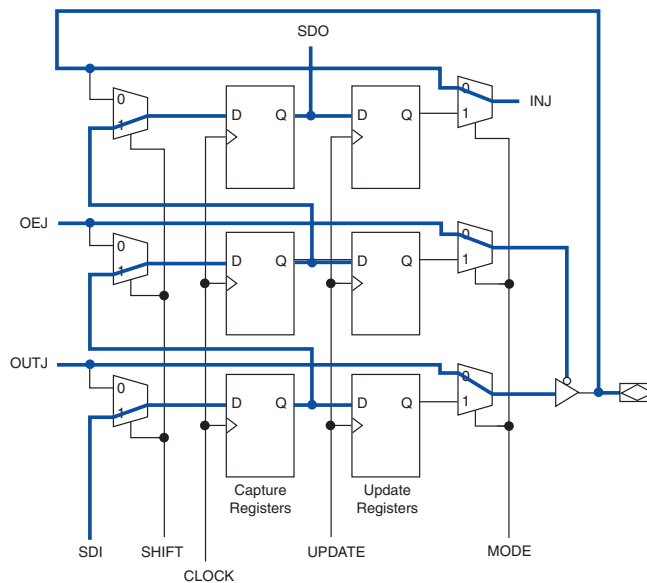 SDO
0
1
D Q
D Q
0
1
INJ
OEJ
0
1
D Q
D Q
0
1
OUTJ
0
1
D Q
D Q
0
1
Capture
Registers
Update
Registers
SDI
SHIFT
CLOCK
UPDATE
MODE